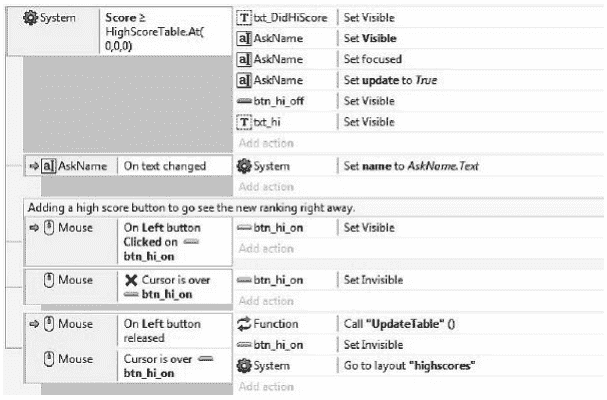 System Score ≥ HighScoreTable.At( 0,0,0) txt_DidHiScore Set Visible
AskName Set Visible
AskName Set focused
AskName Set update to True
btn_hi_off Set Visible
txt_hi Set Visible
Add action
AskName On text changed System Set name to AskName.Text
Add action
Adding a high score button to go see the new ranking right away.
Mouse On Left button Clicked on btn_hi_on btn_hi_on Set Visible
Add action
Mouse Cursor is over btn_hi_on btn_hi_on Set Invisible
Add action
Mouse On Left button released Function Call "UpdateTable" ()
btn_hi_on Set Invisible
Mouse Cursor is over btn_hi_on System Go to layout "highscores"
Add action